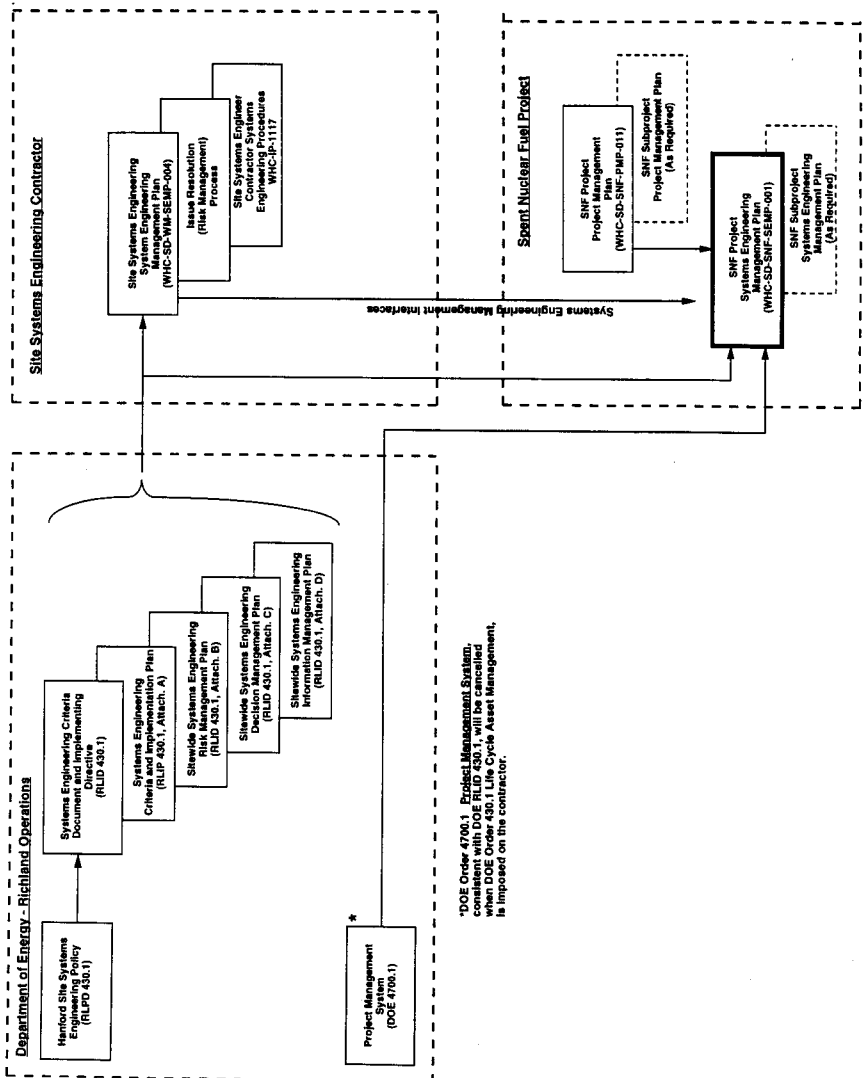 Department of Energy - Richland Operations
Hanford Site Systems
Engineering Policy
(RLPD 430.1)
Systems Engineering Criteria
Document and Implementing
Directive
(RLID 430.1)
Systems Engineering
Criteria and Implementation Plan
(RLIP 430.1, Attach. A)
Sitewide Systems Engineering
Risk Management Plan
(RLID 430.1, Attach. B)
Sitewide Systems Engineering
Decision Management Plan
(RLID 430.1, Attach. C)
Sitewide Systems Engineering
Information Management Plan
(RLID 430.1, Attach. D)
*
Project Management
System
(DOE 4700.1)
Site Systems Engineering Contractor
Site Systems Engineering
System Engineering
Management Plan
(WHC-SD-WM-SEMP-004)
Issue Resolution
(Risk Management)
Process
Site Systems Engineer
Contractor Systems
Engineering Procedures
WHC-IP-1117
Systems Engineering Management Interfaces
Spent Nuclear Fuel Project
SNF Project
Project Management
Plan
(WHC-SD-SNF-PMP-011)
SNF Subproject
Project Management Plan
(As Required)
SNF Project
Systems Engineering
Management Plan
(WHC-SD-SNF-SEMP-001)
SNF Subproject
Systems Engineering
Management Plan
(As Required)
*DOE Order 4700.1 Project Management System,
consistent with DOE RLID 430.1, will be cancelled
when DOE Order 430.1 Life Cycle Asset Management,
is imposed on the contractor.